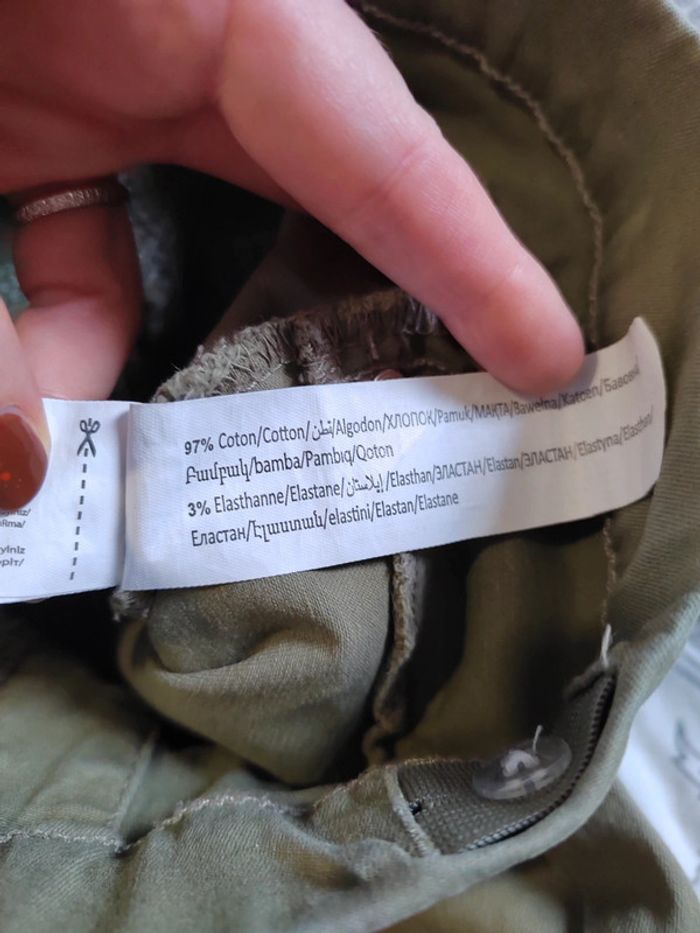 97% Coton/Cotton/قطن/Algodon/ХЛОПОК/Pamuk/МАҚТА/Bawełna/Katoen/Бавовна/
Բամբակ/bamba/Pambıq/Qoton
3% Elasthanne/Elastane/إيلاستان/Elasthan/ЭЛАСТАН/Elastan/ЭЛАСТАН/Elastyna/Elasthan/
Еластан/Էլաստան/elastini/Elastan/Elastane